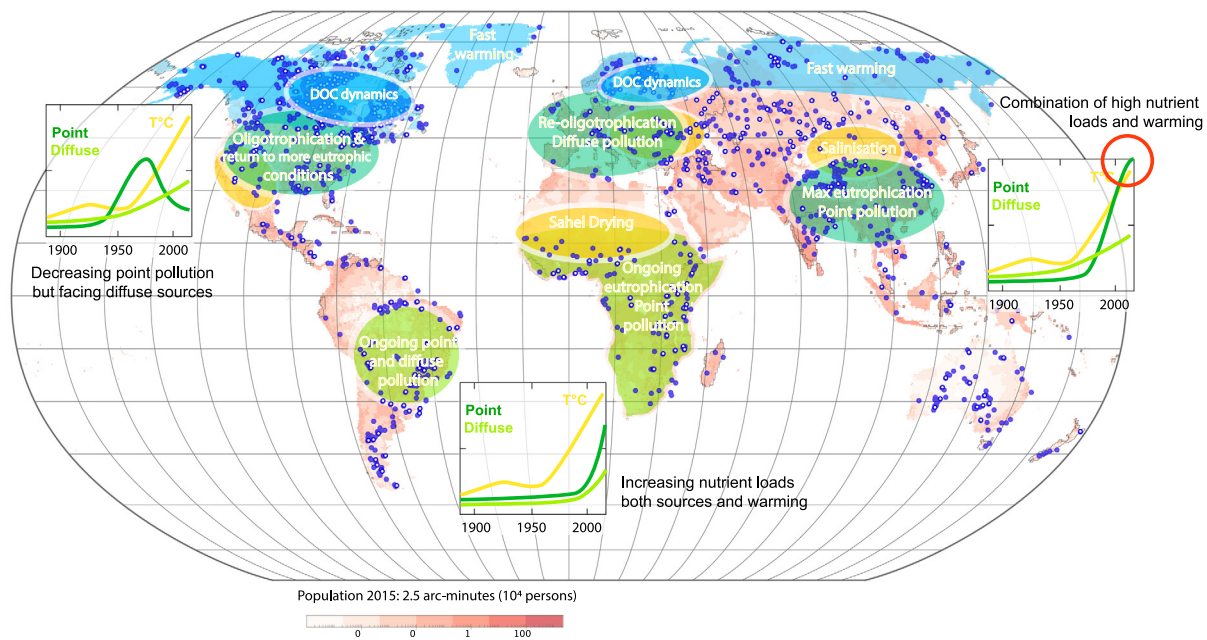 Fast
warming
Fast warming
DOC dynamics
DOC dynamics
Combination of high nutrient
loads and warming
Point
Diffuse
T°C
1900 1950 2000
Decreasing point pollution
but facing diffuse sources
Oligotrophication &
return to more eutrophic
conditions
Re-oligotrophication
Diffuse pollution
Salinisation
Max eutrophication
Point pollution
T°C
Point
Diffuse
1900 1950 2000
Sahel Drying
Ongoing
eutrophication
Point
pollution
Ongoing point
and diffuse
pollution
T°C
Point
Diffuse
1900 1950 2000
Increasing nutrient loads
both sources and warming
Population 2015: 2.5 arc-minutes (10⁴ persons)
0 0 1 100